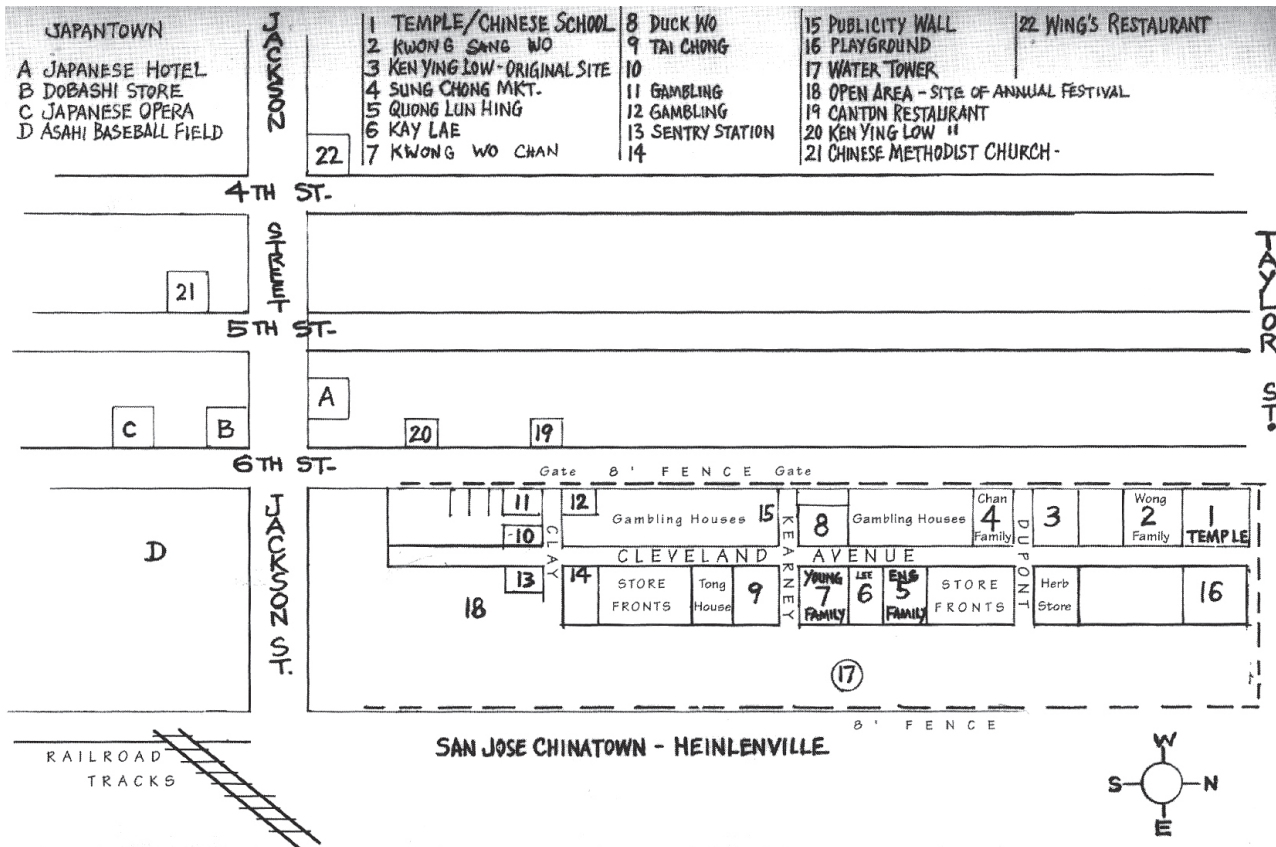 JAPANTOWN
A JAPANESE HOTEL
B DOBASHI STORE
C JAPANESE OPERA
D ASAHI BASEBALL FIELD
JACKSON
STREET
1 TEMPLE/CHINESE SCHOOL
2 KWONG SANG WO
3 KEN YING LOW-ORIGINAL SITE
4 SUNG CHONG MKT.
5 QUONG LUN HING
6 KAY LAE
7 KWONG WO CHAN
8 DUCK WO
9 TAI CHONG
10
11 GAMBLING
12 GAMBLING
13 SENTRY STATION
14
15 PUBLICITY WALL
16 PLAYGROUND
17 WATER TOWER
18 OPEN AREA - SITE OF ANNUAL FESTIVAL
19 CANTON RESTAURANT
20 KEN YING LOW "
21 CHINESE METHODIST CHURCH -
22 WING'S RESTAURANT
22
4TH ST-
21
TAYLOR ST.
5TH ST-
A
C
B
20
19
6TH ST-
Gate 8' FENCE Gate
D
JACKSON ST.
11
12
Gambling Houses
15
8
Gambling Houses
Chan
4
Family
3
Wong
2
Family
1
TEMPLE
-10
CLAY
KEARNEY
DUPONT
CLEVELAND AVENUE
13
18
14
STORE
FRONTS
Tong
House
9
YOUNG
7
FAMILY
LEE
6
ENG
5
FAMILY
STORE
FRONTS
Herb
Store
16
17
8' FENCE
SAN JOSE CHINATOWN - HEINLENVILLE
RAILROAD
TRACKS
W
S
N
E